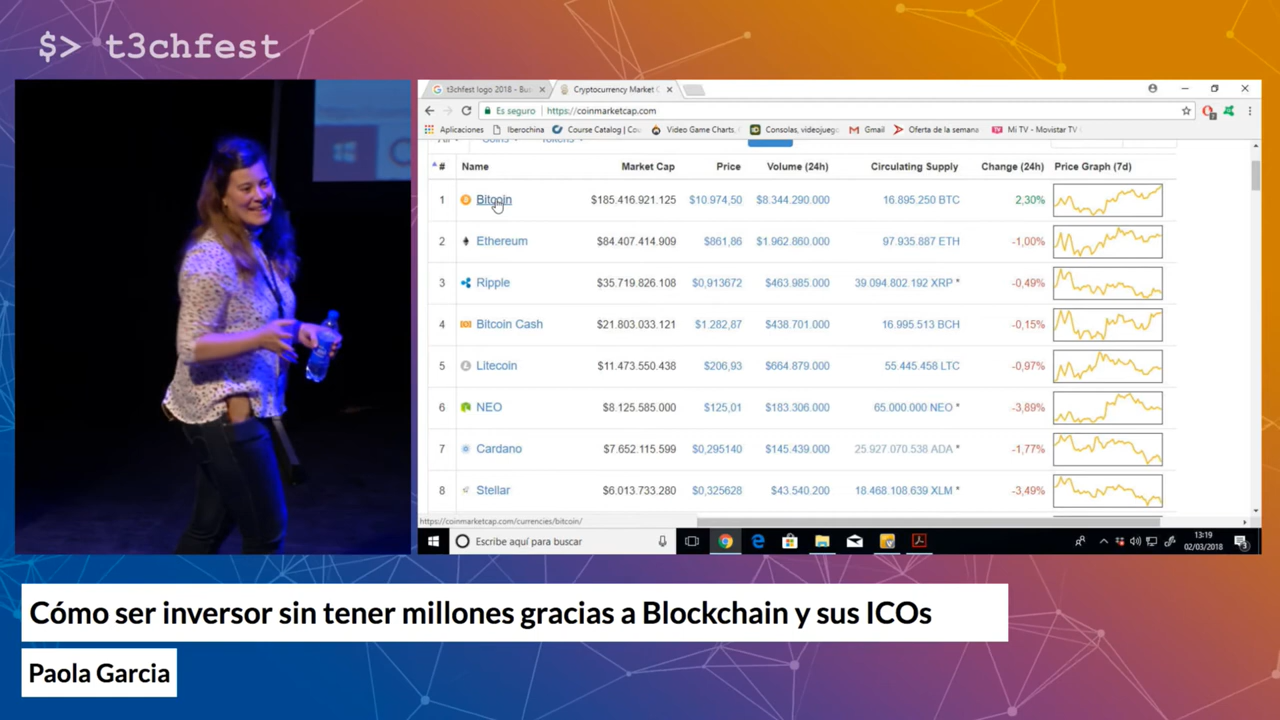 $> t3chfest
t3chfest logo 2018 - Bus
Cryptocurrency Market C
Es seguro
https://coinmarketcap.com
Aplicaciones
Iberochina
Course Catalog | Cou
Video Game Charts,
Consolas, videojuego
Gmail
Oferta de la semana
Mi TV - Movistar TV
# Name Market Cap Price Volume (24h) Circulating Supply Change (24h) Price Graph (7d)
1 Bitcoin $185.416.921.125 $10.974,50 $8.344.290.000 16.895.250 BTC 2,30%
2 Ethereum $84.407.414.909 $861,86 $1.962.860.000 97.935.887 ETH -1,00%
3 Ripple $35.719.826.108 $0,913672 $463.985.000 39.094.802.192 XRP * -0,49%
4 Bitcoin Cash $21.803.033.121 $1.282,87 $438.701.000 16.995.513 BCH -0,15%
5 Litecoin $11.473.550.438 $206,93 $664.879.000 55.445.458 LTC -0,97%
6 NEO $8.125.585.000 $125,01 $183.306.000 65.000.000 NEO * -3,89%
7 Cardano $7.652.115.599 $0,295140 $145.439.000 25.927.070.538 ADA * -1,77%
8 Stellar $6.013.733.280 $0,325628 $43.540.200 18.468.108.639 XLM * -3,49%
https://coinmarketcap.com/currencies/bitcoin/
Escribe aquí para buscar
13:19
02/03/2018
Cómo ser inversor sin tener millones gracias a Blockchain y sus ICOs
Paola Garcia